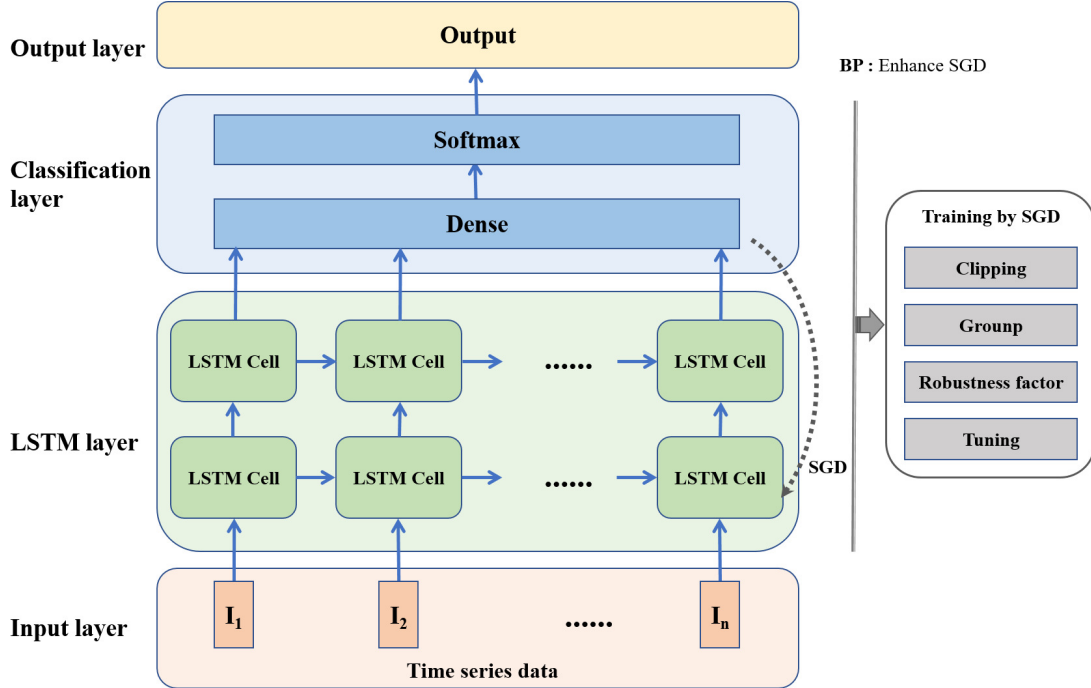 Output layer
Output
BP : Enhance SGD
Classification
layer
Softmax
Dense
Training by SGD
Clipping
Grounp
Robustness factor
Tuning
LSTM layer
LSTM Cell
LSTM Cell
......
LSTM Cell
LSTM Cell
LSTM Cell
......
LSTM Cell
SGD
Input layer
I1
I2
......
In
Time series data